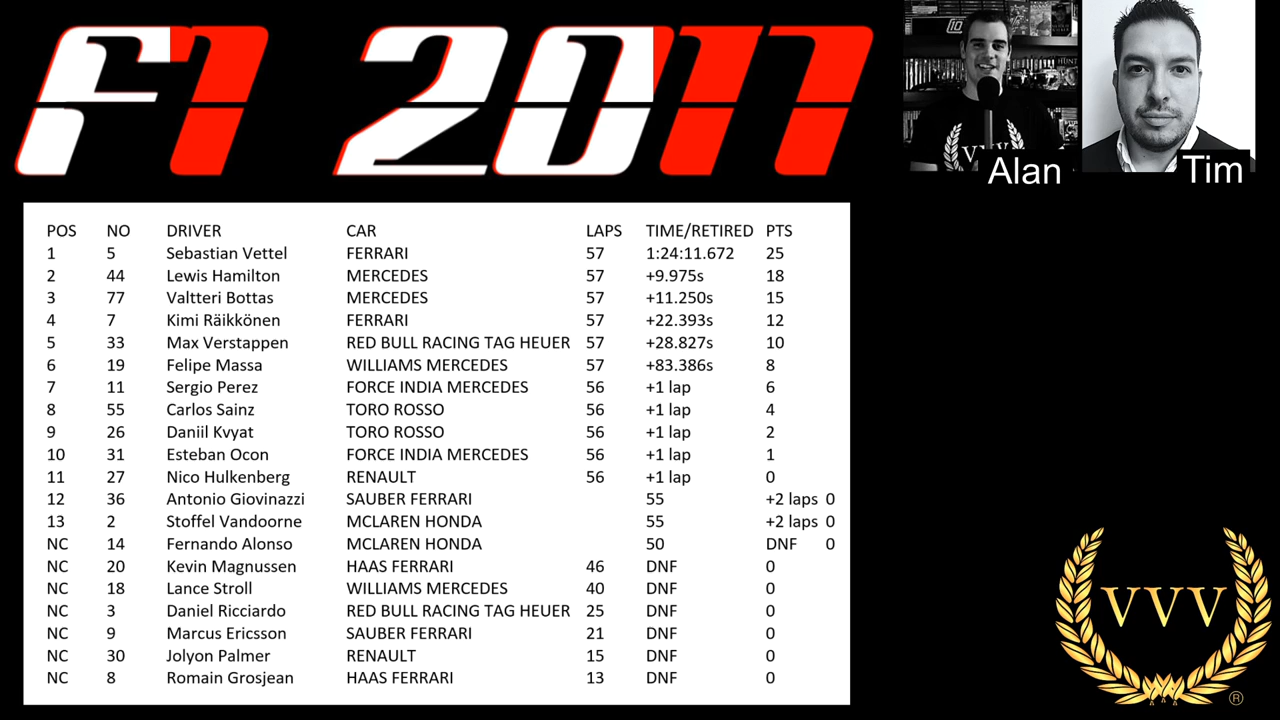 F1 2017
Alan
Tim
VVV
POS NO DRIVER CAR LAPS TIME/RETIRED PTS
1 5 Sebastian Vettel FERRARI 57 1:24:11.672 25
2 44 Lewis Hamilton MERCEDES 57 +9.975s 18
3 77 Valtteri Bottas MERCEDES 57 +11.250s 15
4 7 Kimi Räikkönen FERRARI 57 +22.393s 12
5 33 Max Verstappen RED BULL RACING TAG HEUER 57 +28.827s 10
6 19 Felipe Massa WILLIAMS MERCEDES 57 +83.386s 8
7 11 Sergio Perez FORCE INDIA MERCEDES 56 +1 lap 6
8 55 Carlos Sainz TORO ROSSO 56 +1 lap 4
9 26 Daniil Kvyat TORO ROSSO 56 +1 lap 2
10 31 Esteban Ocon FORCE INDIA MERCEDES 56 +1 lap 1
11 27 Nico Hulkenberg RENAULT 56 +1 lap 0
12 36 Antonio Giovinazzi SAUBER FERRARI 55 +2 laps 0
13 2 Stoffel Vandoorne MCLAREN HONDA 55 +2 laps 0
NC 14 Fernando Alonso MCLAREN HONDA 50 DNF 0
NC 20 Kevin Magnussen HAAS FERRARI 46 DNF 0
NC 18 Lance Stroll WILLIAMS MERCEDES 40 DNF 0
NC 3 Daniel Ricciardo RED BULL RACING TAG HEUER 25 DNF 0
NC 9 Marcus Ericsson SAUBER FERRARI 21 DNF 0
NC 30 Jolyon Palmer RENAULT 15 DNF 0
NC 8 Romain Grosjean HAAS FERRARI 13 DNF 0
VVV
®